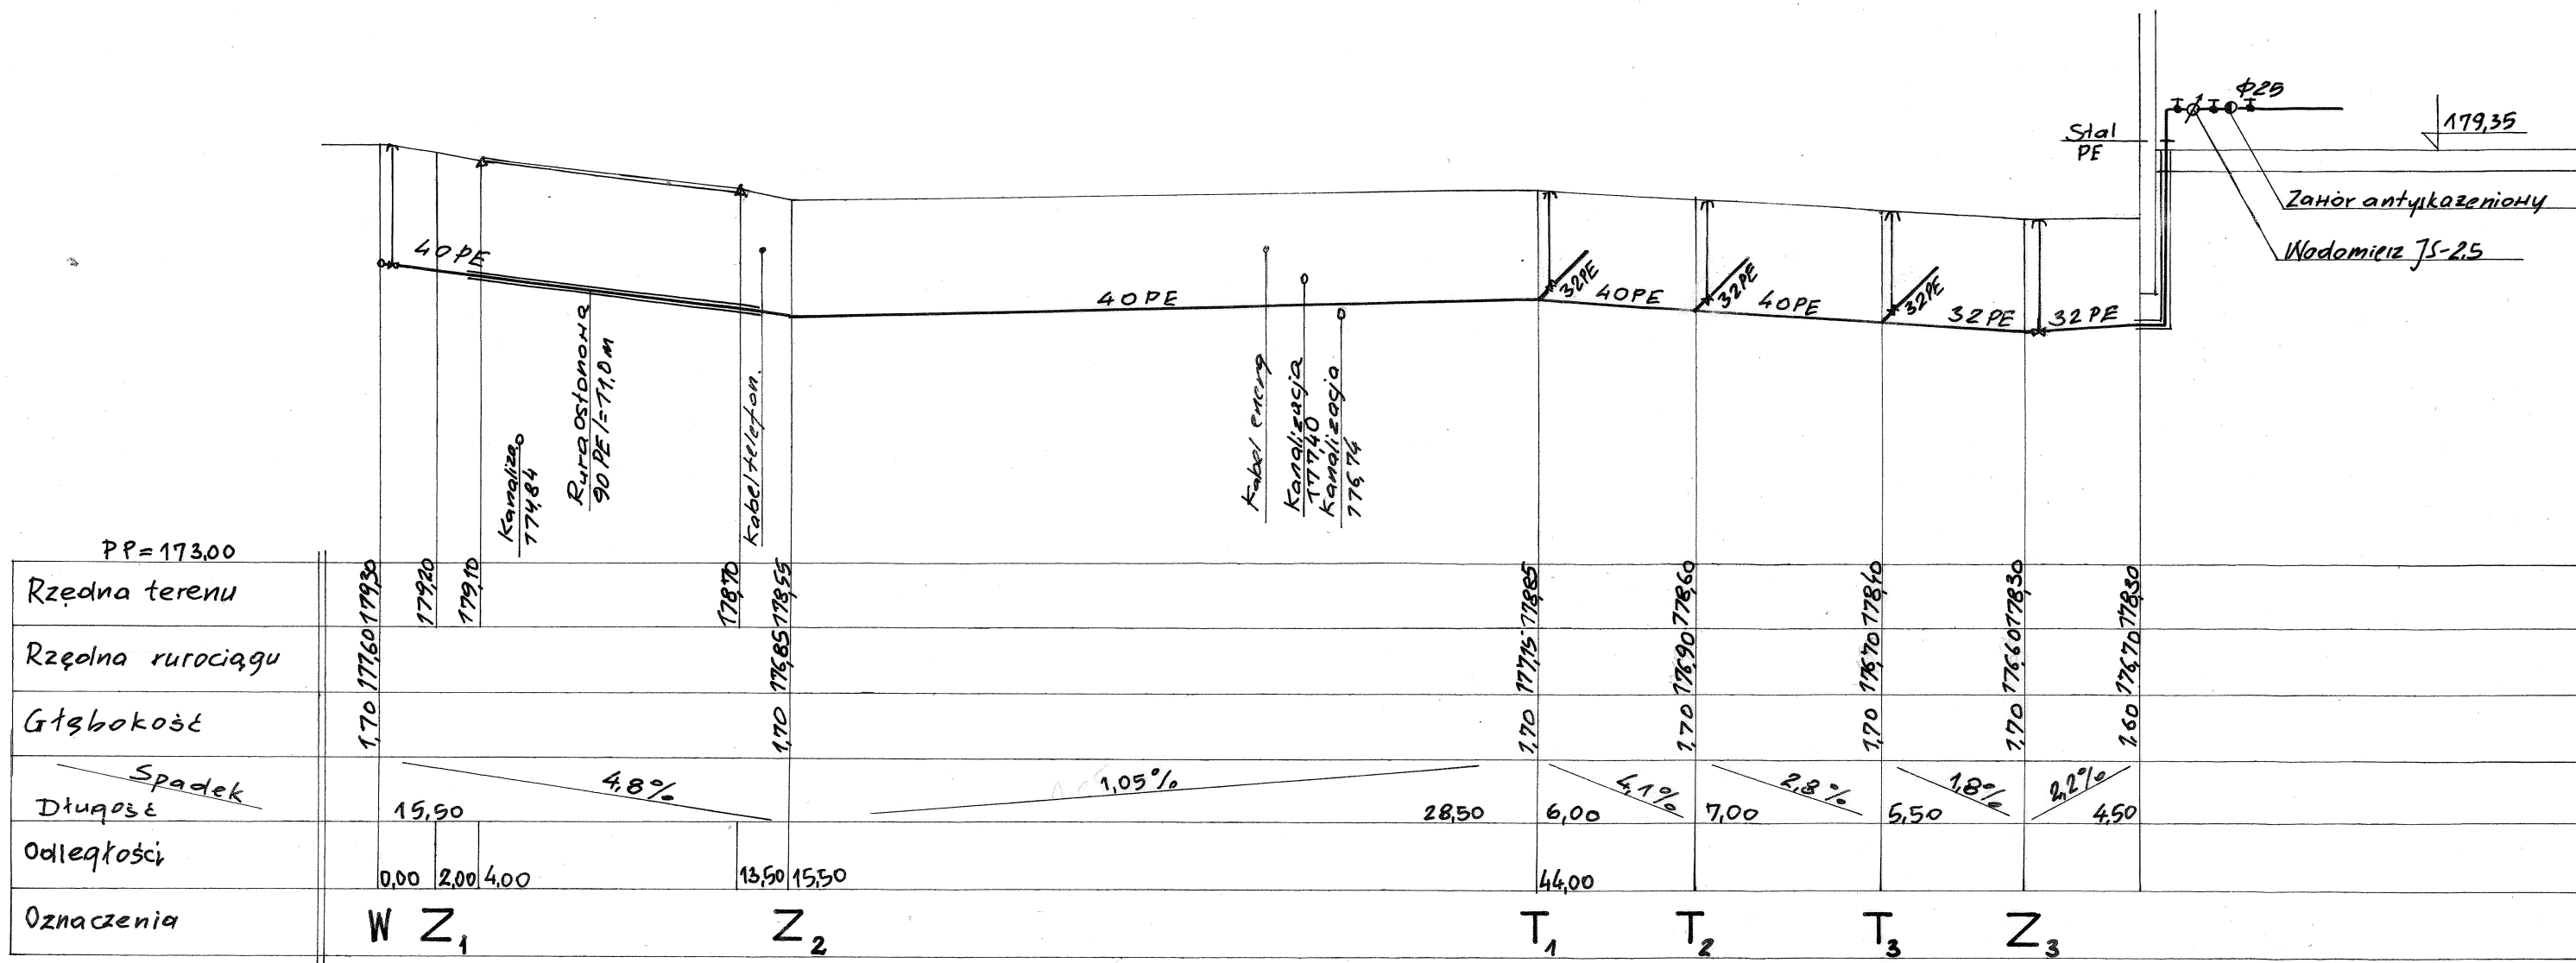 ф25
179,35
Stal
PE
Zawór antyskażeniowy
Wodomierz JS-2,5
40PE
40PE
32PE
40PE
32PE
40PE
32PE
32PE
32PE
Kanaliza.
174,84
Rura osłonowa
90 PE l=11,0m
Kabel telefon.
Kabel energ
Kanalizacja
177,40
Kanalizacja
176,74
PP=173,00
Rzędna terenu 179,30 179,20 179,10 178,70 178,55 178,85 178,60 178,40 178,30 178,30
Rzędna rurociągu 177,60 176,85 177,15 176,90 176,70 176,60 176,70
Głębokość 1,70 1,70 1,70 1,70 1,70 1,70 1,60
Spadek 4,8% 1,05% 4,1% 2,8% 1,8% 2,2%
Długość 15,50 28,50 6,00 7,00 5,50 4,50
Odległości 0,00 2,00 4,00 13,50 15,50 44,00
Oznaczenia W Z1 Z2 T1 T2 T3 Z3